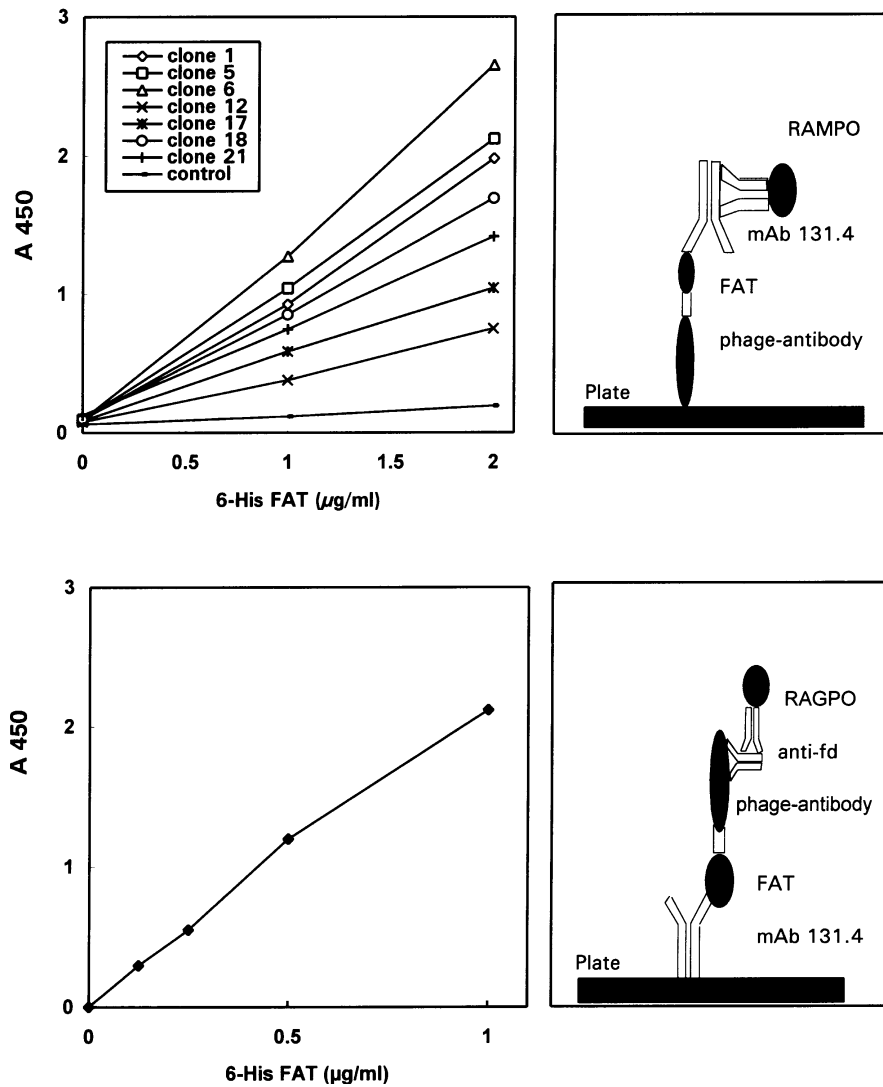 3
2
1
0
A 450
clone 1
clone 5
clone 6
clone 12
clone 17
clone 18
clone 21
control
0
0.5
1
1.5
2
6-His FAT (µg/ml)
RAMPO
mAb 131.4
FAT
phage-antibody
Plate
3
2
1
0
A 450
0
0.5
1
6-His FAT (µg/ml)
RAGPO
anti-fd
phage-antibody
FAT
mAb 131.4
Plate